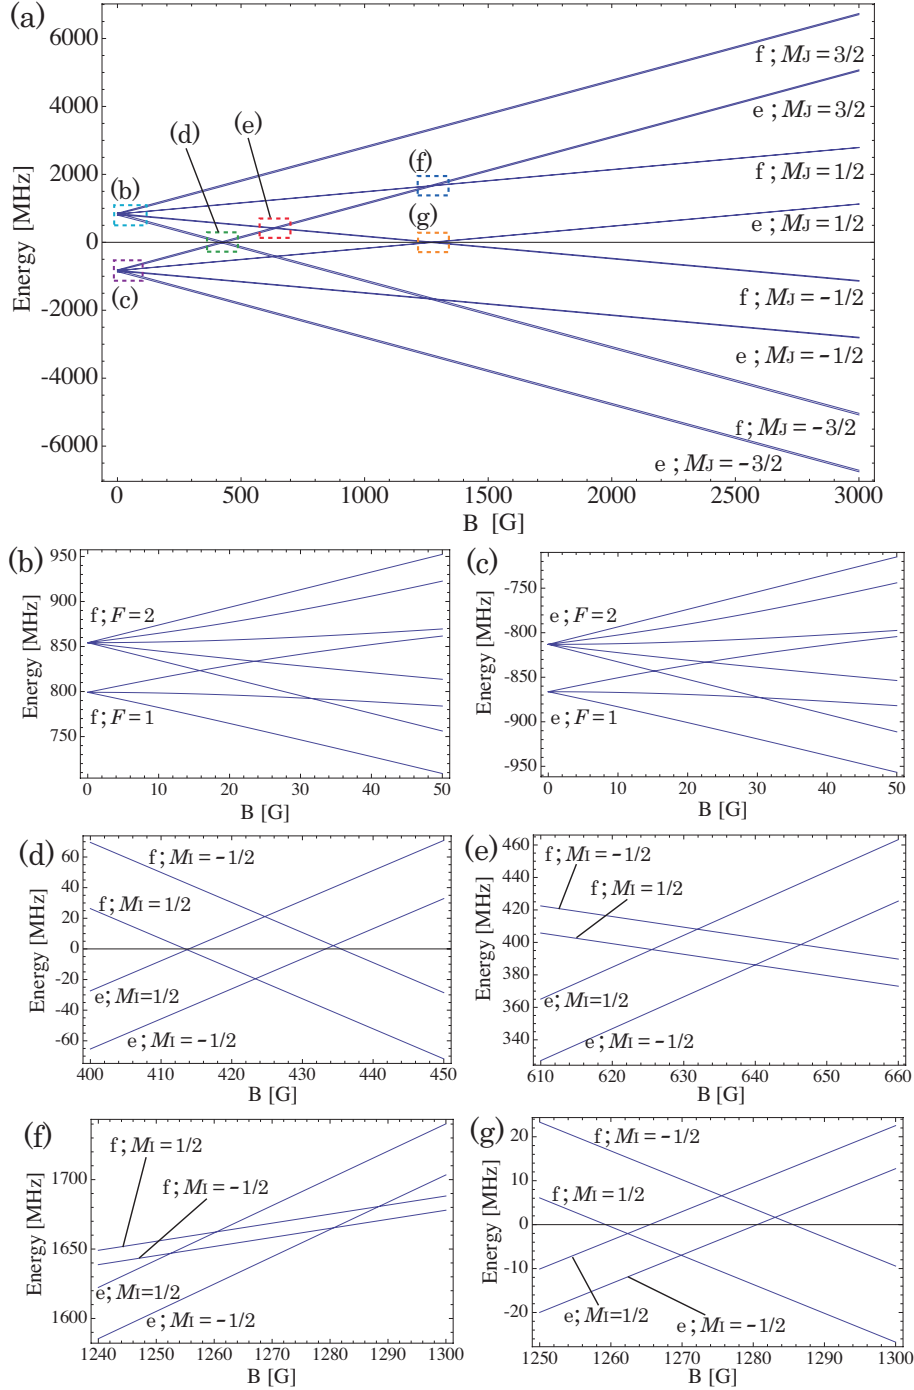 (a)
6000
4000
2000
0
-2000
-4000
-6000
Energy [MHz]
(b)
(c)
(d)
(e)
(f)
(g)
f ; MJ = 3/2
e ; MJ = 3/2
f ; MJ = 1/2
e ; MJ = 1/2
f ; MJ = -1/2
e ; MJ = -1/2
f ; MJ = -3/2
e ; MJ = -3/2
0 500 1000 1500 2000 2500 3000
B [G]
(b)
950
900
850
800
750
Energy [MHz]
f ; F = 2
f ; F = 1
0 10 20 30 40 50
B [G]
(c)
-750
-800
-850
-900
-950
Energy [MHz]
e ; F = 2
e ; F = 1
0 10 20 30 40 50
B [G]
(d)
60
40
20
0
-20
-40
-60
Energy [MHz]
f ; MI = -1/2
f ; MI = 1/2
e ; MI=1/2
e ; MI = -1/2
400 410 420 430 440 450
B [G]
(e)
460
440
420
400
380
360
340
Energy [MHz]
f ; MI = -1/2
f ; MI = 1/2
e ; MI=1/2
e ; MI = -1/2
610 620 630 640 650 660
B [G]
(f)
1700
1650
1600
Energy [MHz]
f ; MI = 1/2
f ; MI = -1/2
e ; MI=1/2
e ; MI = -1/2
1240 1250 1260 1270 1280 1290 1300
B [G]
(g)
20
10
0
-10
-20
Energy [MHz]
f ; MI = -1/2
f ; MI = 1/2
e ; MI=1/2
e ; MI = -1/2
1250 1260 1270 1280 1290 1300
B [G]